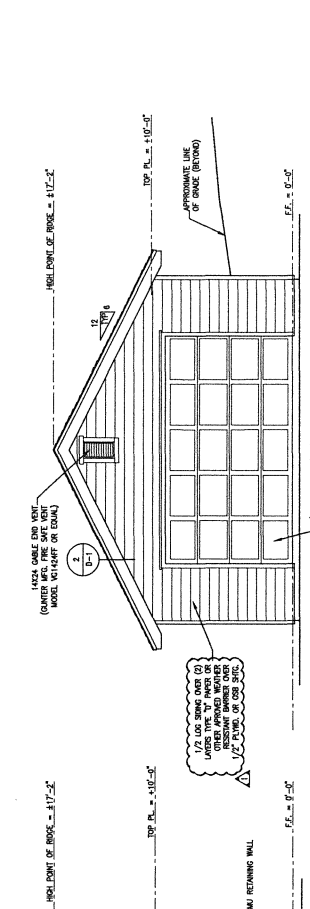 HIGH POINT OF RIDGE = ±17'-2"
TOP PL. = +10'-0"
F.F. = 0'-0"
MU RETAINING WALL
14X24 GABLE END VENT
(GUNTER MFG. FIRE SAFE VENT
MODEL VG1424FF OR EQUAL)
2
D-1
12
TYP 6
1/2 LOG SIDING OVER (2)
LAYERS TYPE 'D' PAPER OR
OTHER APROVED WEATHER
RESISTANT BARRIER OVER
1/2" PLYWD. OR OSB SHTG.
1
HIGH POINT OF RIDGE = ±17'-2"
TOP PL. = ±10'-0"
APPROXIMATE LINE
OF GRADE (BEYOND)
F.F. = 0'-0"